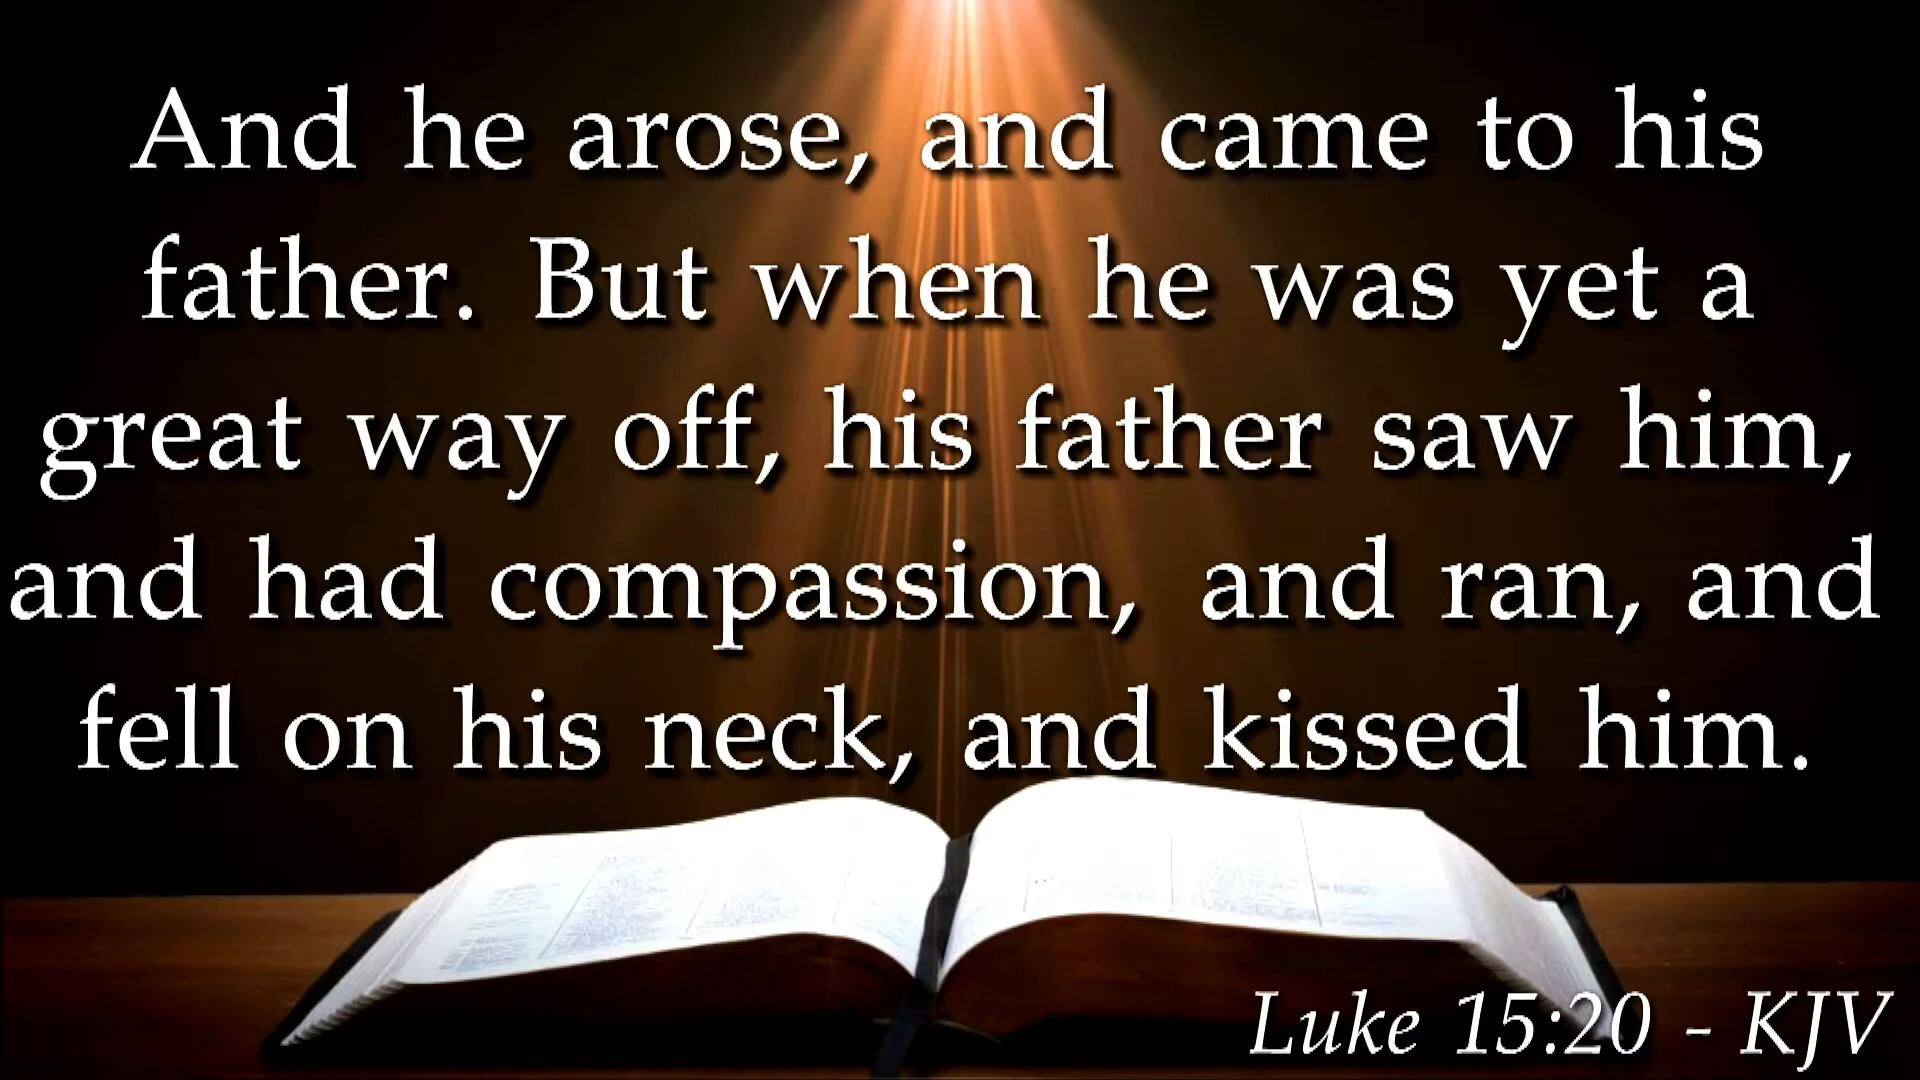 And he arose, and came to his
father. But when he was yet a
great way off, his father saw him,
and had compassion, and ran, and
fell on his neck, and kissed him.
Luke 15:20 - KJV